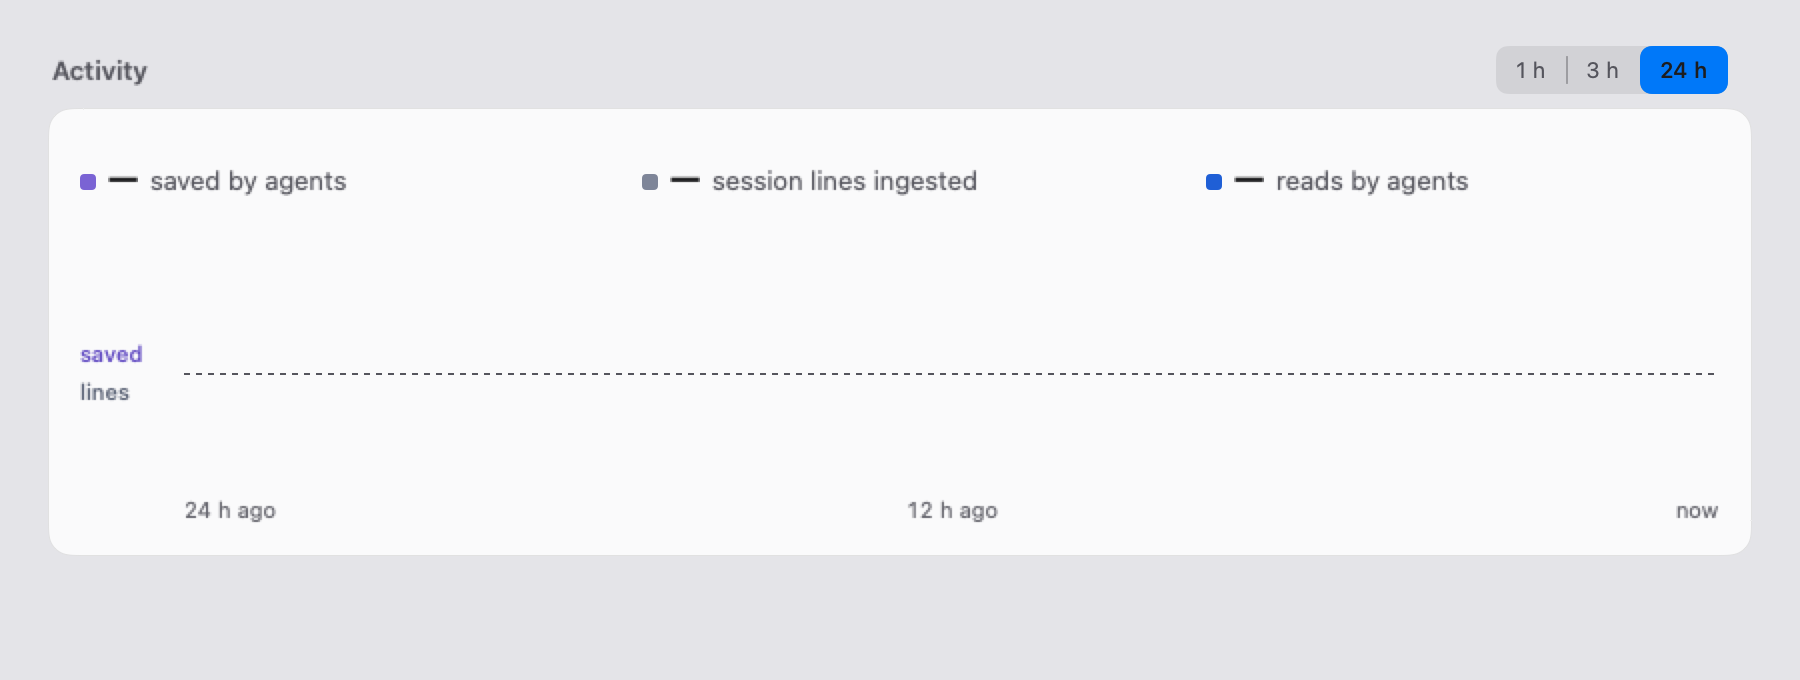 Activity
1 h
3 h
24 h
— saved by agents
— session lines ingested
— reads by agents
saved
lines
24 h ago
12 h ago
now